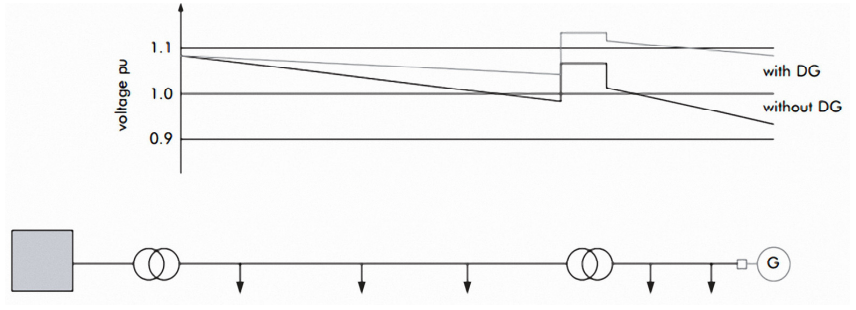 1.1
voltage pu
with DG
1.0
without DG
0.9
G